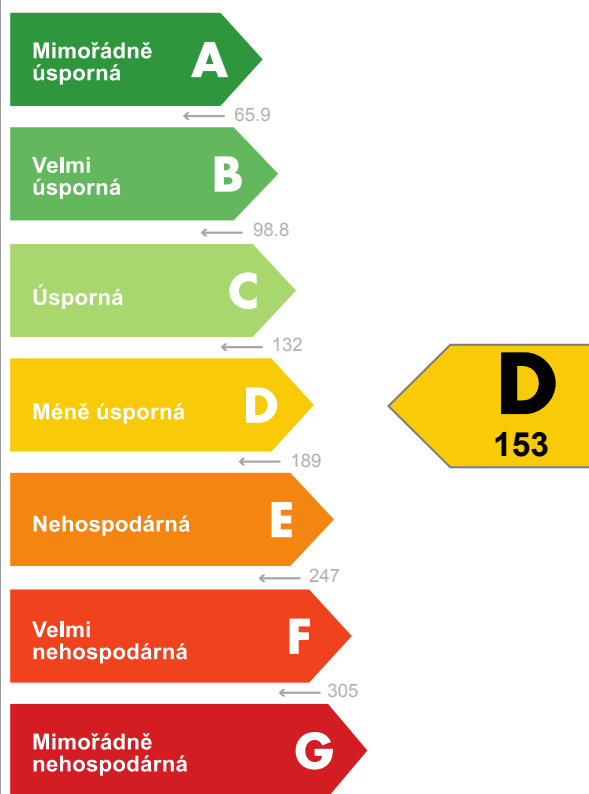 Mimořádně
úsporná
A
65.9
Velmi
úsporná
B
98.8
Úsporná
C
132
Méně úsporná
D
189
D
153
Nehospodárná
E
247
Velmi
nehospodárná
F
305
Mimořádně
nehospodárná
G